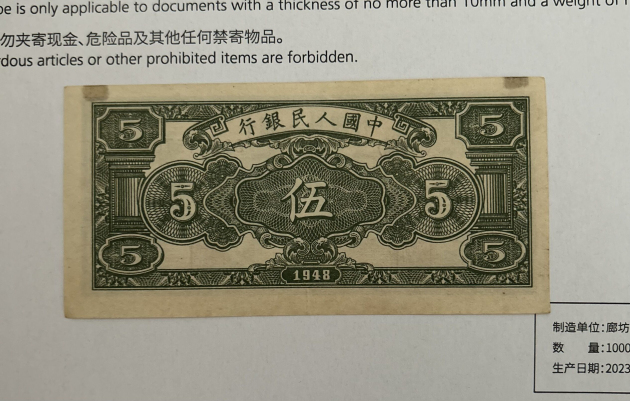 is only applicable to documents with a thickness of no more than 10mm and a weight of
勿夹寄现金、危险品及其他任何禁寄物品。
dous articles or other prohibited items are forbidden.
5 行銀民人國中 5
5 伍 5
5 1948 5
制造单位:廊坊
数 量:1000
生产日期:2023